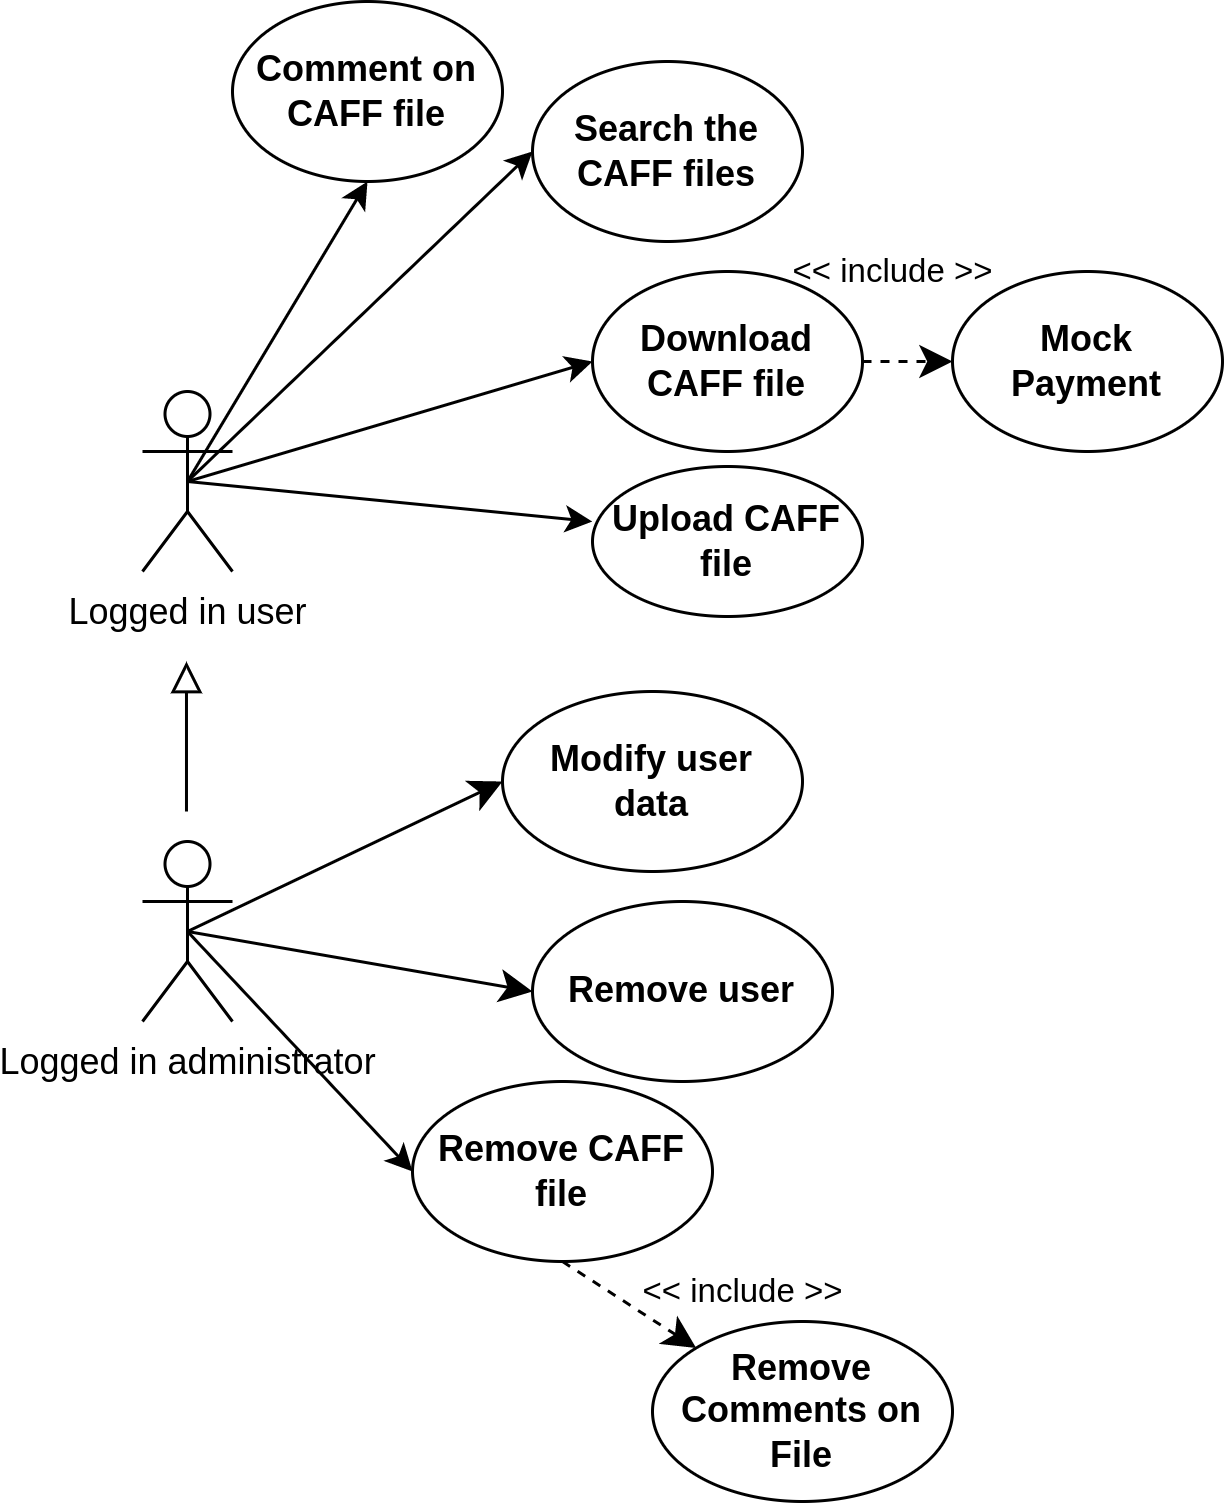 Comment on
CAFF file
Search the
CAFF files
<< include >>
Download
CAFF file
Mock
Payment
Upload CAFF
file
Logged in user
Modify user
data
Remove user
Logged in administrator
Remove CAFF
file
<< include >>
Remove
Comments on
File